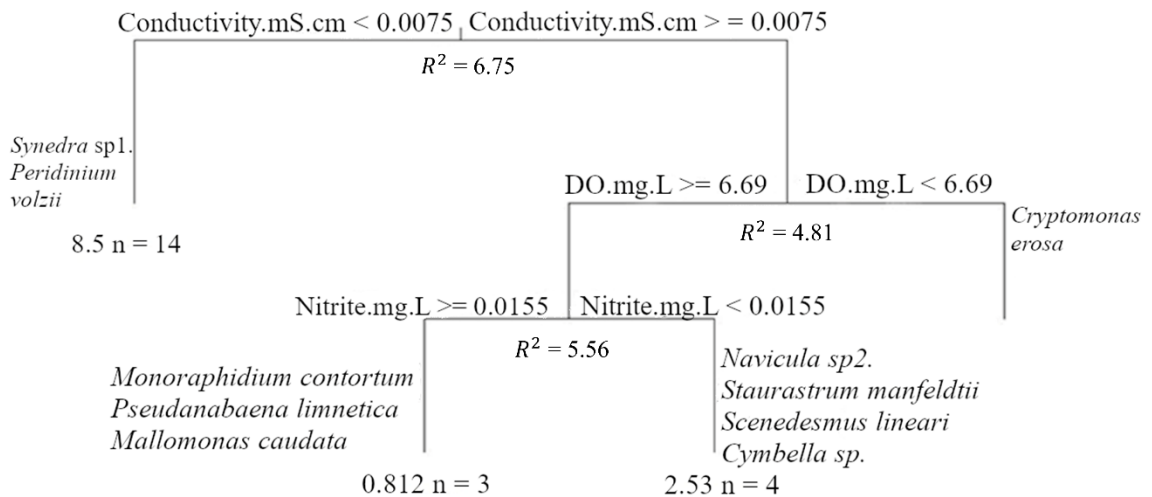 Conductivity.mS.cm < 0.0075 Conductivity.mS.cm > = 0.0075
R² = 6.75
Synedra sp1.
Peridinium
volzii
8.5 n = 14
DO.mg.L >= 6.69 DO.mg.L < 6.69
R² = 4.81
Cryptomonas
erosa
Nitrite.mg.L >= 0.0155 Nitrite.mg.L < 0.0155
R² = 5.56
Monoraphidium contortum
Pseudanabaena limnetica
Mallomonas caudata
0.812 n = 3
Navicula sp2.
Staurastrum manfeldtii
Scenedesmus lineari
Cymbella sp.
2.53 n = 4